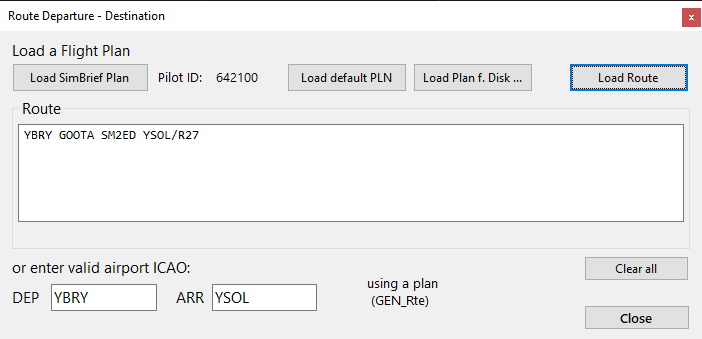 Route Departure - Destination
x
Load a Flight Plan
Load SimBrief Plan Pilot ID: 642100 Load default PLN Load Plan f. Disk ... Load Route
Route
YBRY GOOTA SM2ED YSOL/R27
or enter valid airport ICAO:
Clear all
DEP YBRY ARR YSOL
using a plan
(GEN_Rte)
Close